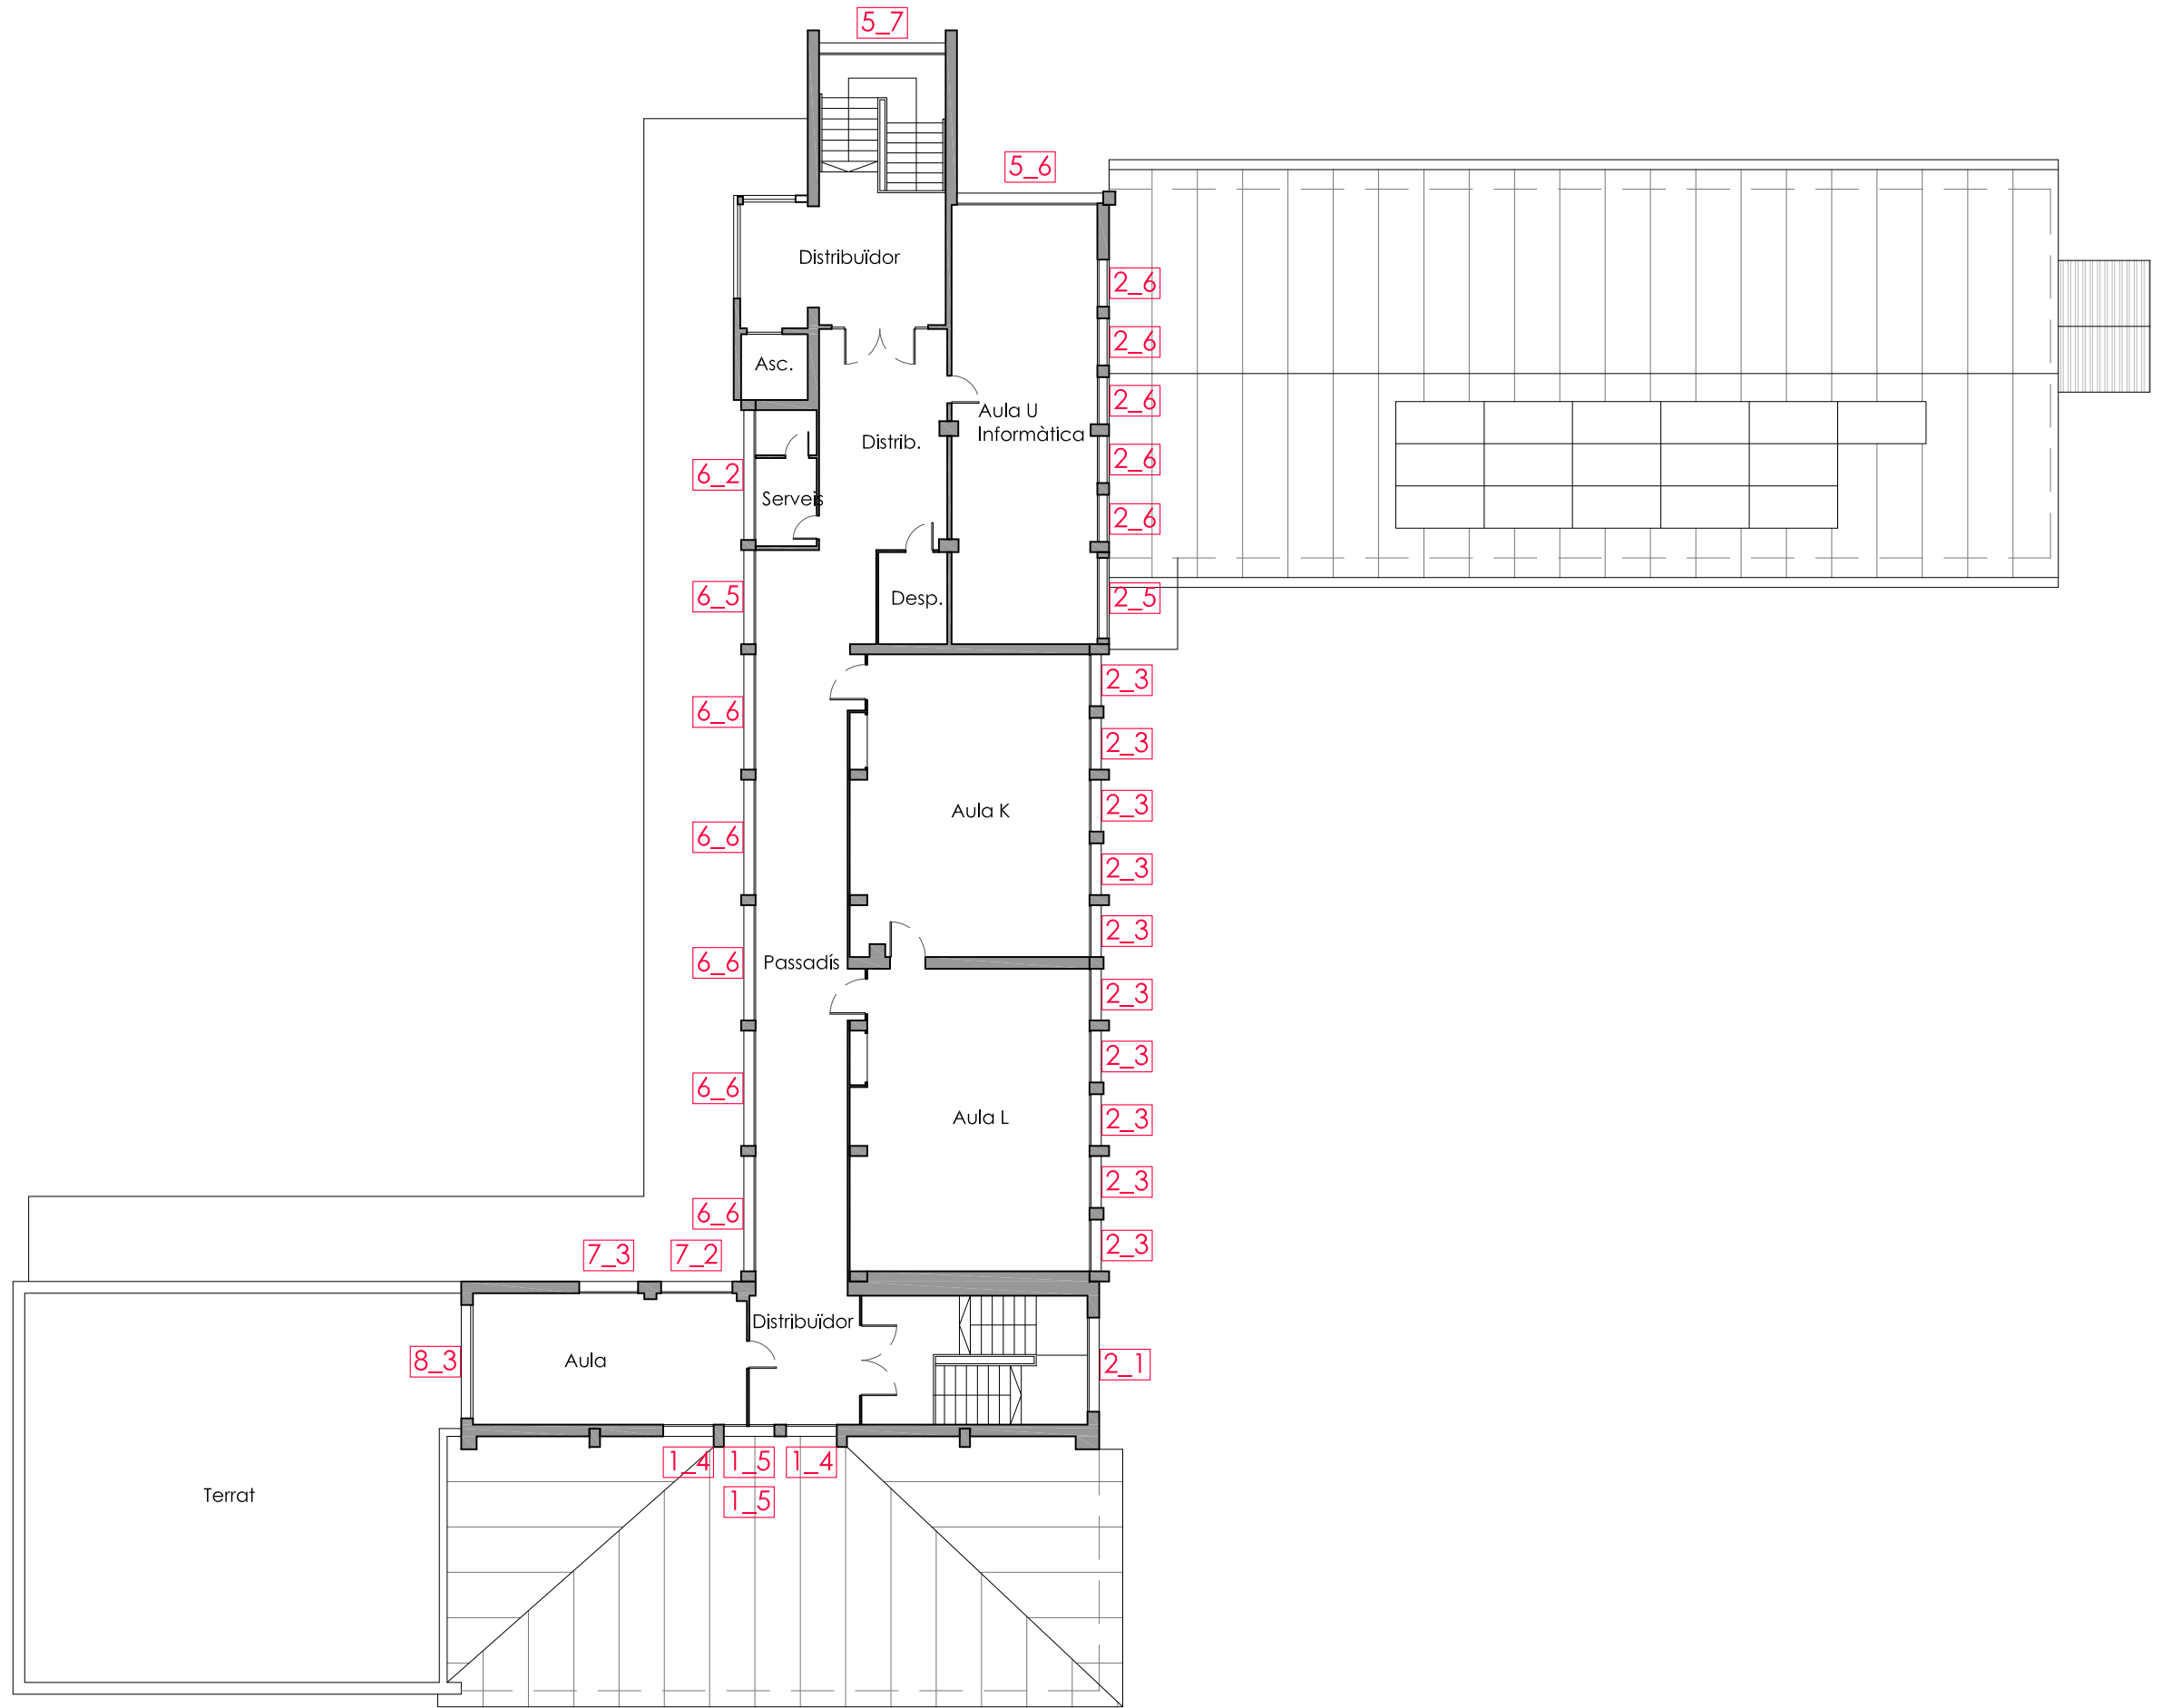 5_7
5_6
Distribuïdor
2_6
2_6
Asc.
2_6
Aula U
Informàtica
Distrib.
2_6
6_2
Serveis
2_6
6_5
Desp.
2_5
2_3
6_6
2_3
2_3
Aula K
6_6
2_3
2_3
Passadís
6_6
2_3
2_3
6_6
Aula L
2_3
2_3
6_6
2_3
7_3
7_2
Distribuïdor
8_3
Aula
2_1
1_4
1_5
1_4
Terrat
1_5